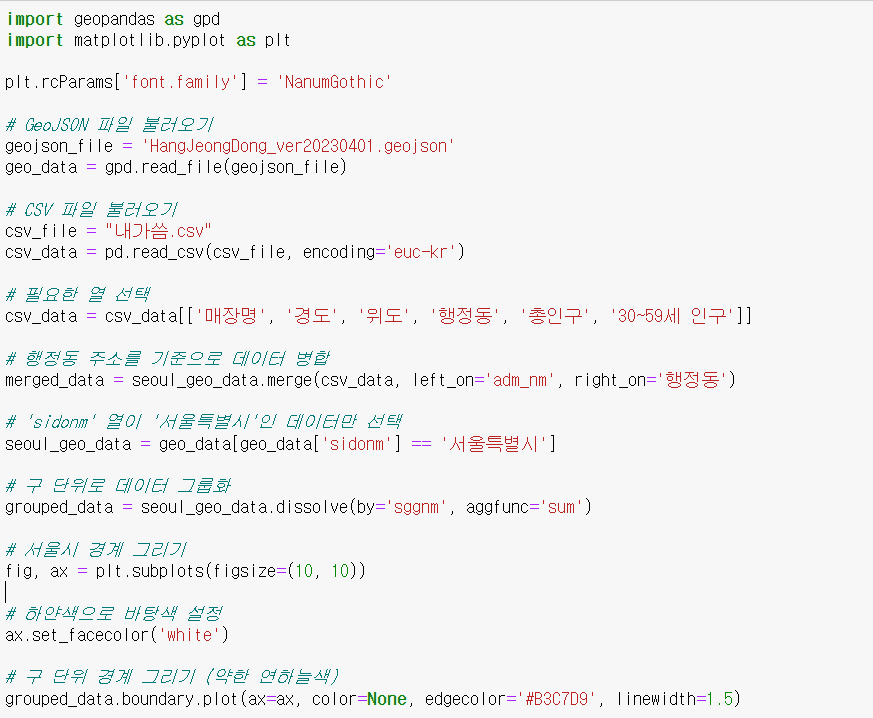 import geopandas as gpd
import matplotlib.pyplot as plt
plt.rcParams['font.family'] = 'NanumGothic'
# GeoJSON 파일 불러오기
geojson_file = 'HangJeongDong_ver20230401.geojson'
geo_data = gpd.read_file(geojson_file)
# CSV 파일 불러오기
csv_file = "내가씀.csv"
csv_data = pd.read_csv(csv_file, encoding='euc-kr')
# 필요한 열 선택
csv_data = csv_data[['매장명', '경도', '위도', '행정동', '총인구', '30~59세 인구']]
# 행정동 주소를 기준으로 데이터 병합
merged_data = seoul_geo_data.merge(csv_data, left_on='adm_nm', right_on='행정동')
# 'sidonm' 열이 '서울특별시'인 데이터만 선택
seoul_geo_data = geo_data[geo_data['sidonm'] == '서울특별시']
# 구 단위로 데이터 그룹화
grouped_data = seoul_geo_data.dissolve(by='sggnm', aggfunc='sum')
# 서울시 경계 그리기
fig, ax = plt.subplots(figsize=(10, 10))
# 하얀색으로 바탕색 설정
ax.set_facecolor('white')
# 구 단위 경계 그리기 (약한 연하늘색)
grouped_data.boundary.plot(ax=ax, color=None, edgecolor='#B3C7D9', linewidth=1.5)